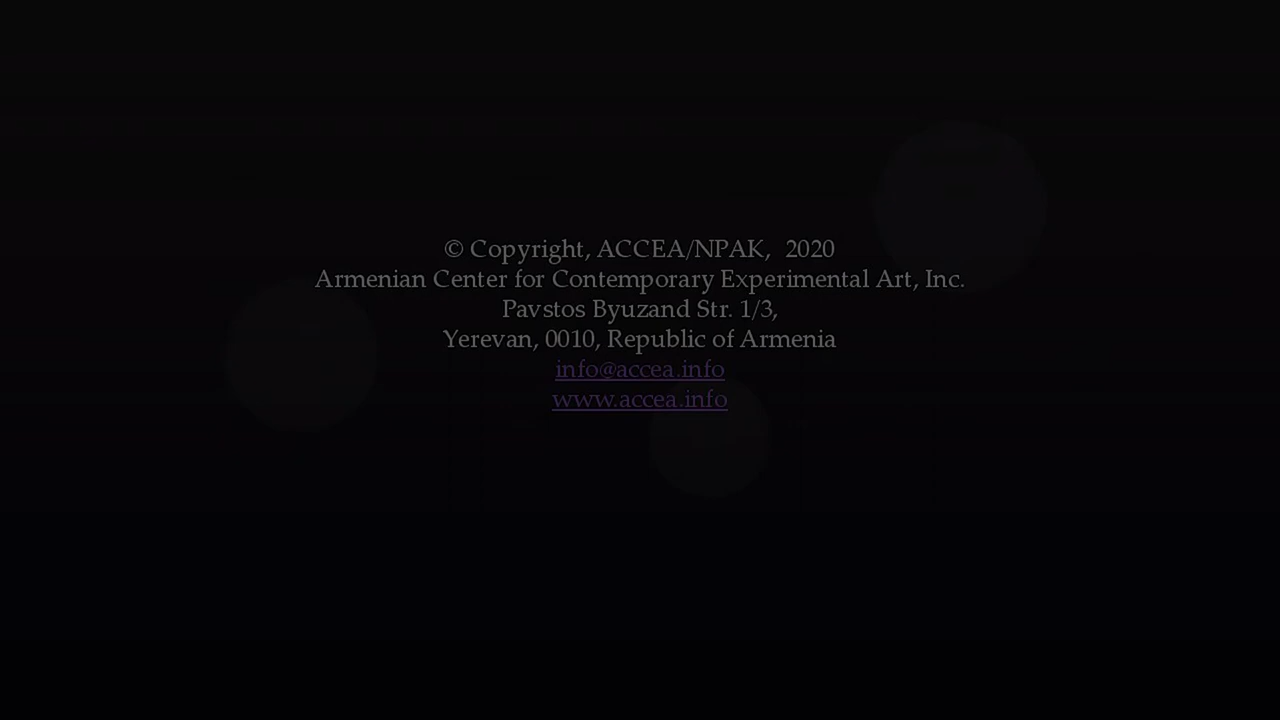 © Copyright, ACCEA/NPAK, 2020
Armenian Center for Contemporary Experimental Art, Inc.
Pavstos Byuzand Str. 1/3,
Yerevan, 0010, Republic of Armenia
info@accea.info
www.accea.info